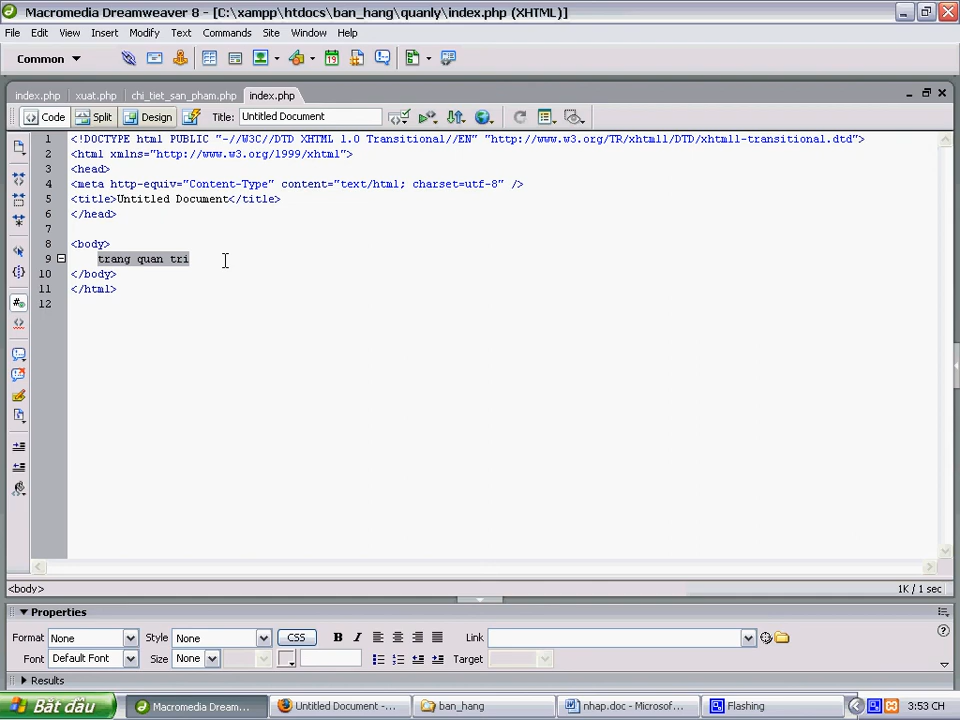 Macromedia Dreamweaver 8 - [C:\xampp\htdocs\ban_hang\quanly\index.php (XHTML)]
File Edit View Insert Modify Text Commands Site Window Help
Common
index.php xuat.php chi_tiet_san_pham.php index.php
Code Split Design Title: Untitled Document
1 <!DOCTYPE html PUBLIC "-//W3C//DTD XHTML 1.0 Transitional//EN" "http://www.w3.org/TR/xhtml1/DTD/xhtml1-transitional.dtd">
2 <html xmlns="http://www.w3.org/1999/xhtml">
3 <head>
4 <meta http-equiv="Content-Type" content="text/html; charset=utf-8" />
5 <title>Untitled Document</title>
6 </head>
7
8 <body>
9 trang quan tri
10 </body>
11 </html>
12
<body> 1K / 1 sec
Properties
Format None Style None CSS B I Link
Font Default Font Size None Target
Results
Bắt đầu Macromedia Dream... Untitled Document -... ban_hang nhap.doc - Microsof... Flashing 3:53 CH